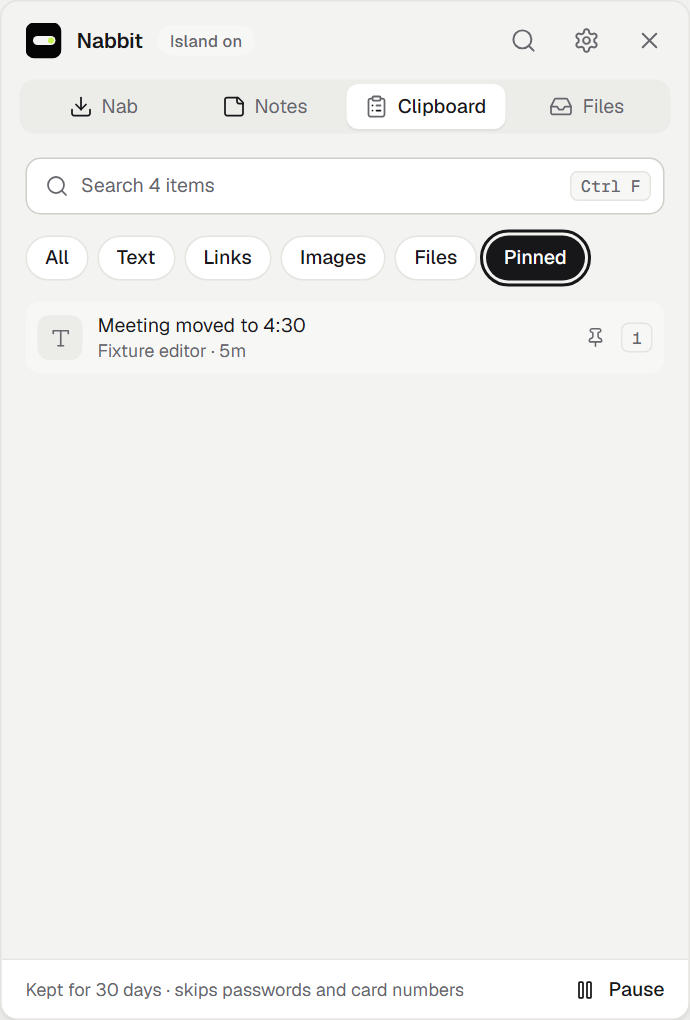 Nabbit Island on
Nab Notes Clipboard Files
Search 4 items Ctrl F
All Text Links Images Files Pinned
Meeting moved to 4:30
Fixture editor · 5m
1
Kept for 30 days · skips passwords and card numbers Pause